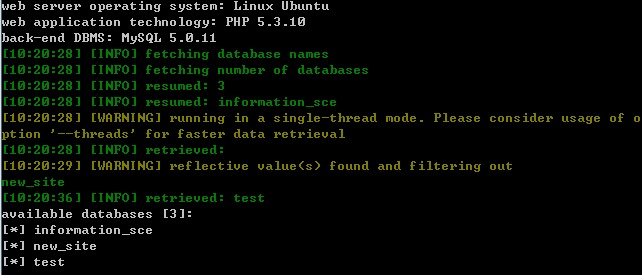 web server operating system: Linux Ubuntu
web application technology: PHP 5.3.10
back-end DBMS: MySQL 5.0.11
[10:20:28] [INFO] fetching database names
[10:20:28] [INFO] fetching number of databases
[10:20:28] [INFO] resumed: 3
[10:20:28] [INFO] resumed: information_sce
[10:20:28] [WARNING] running in a single-thread mode. Please consider usage of o
ption '--threads' for faster data retrieval
[10:20:28] [INFO] retrieved:
[10:20:29] [WARNING] reflective value(s) found and filtering out
new_site
[10:20:36] [INFO] retrieved: test
available databases [3]:
[*] information_sce
[*] new_site
[*] test